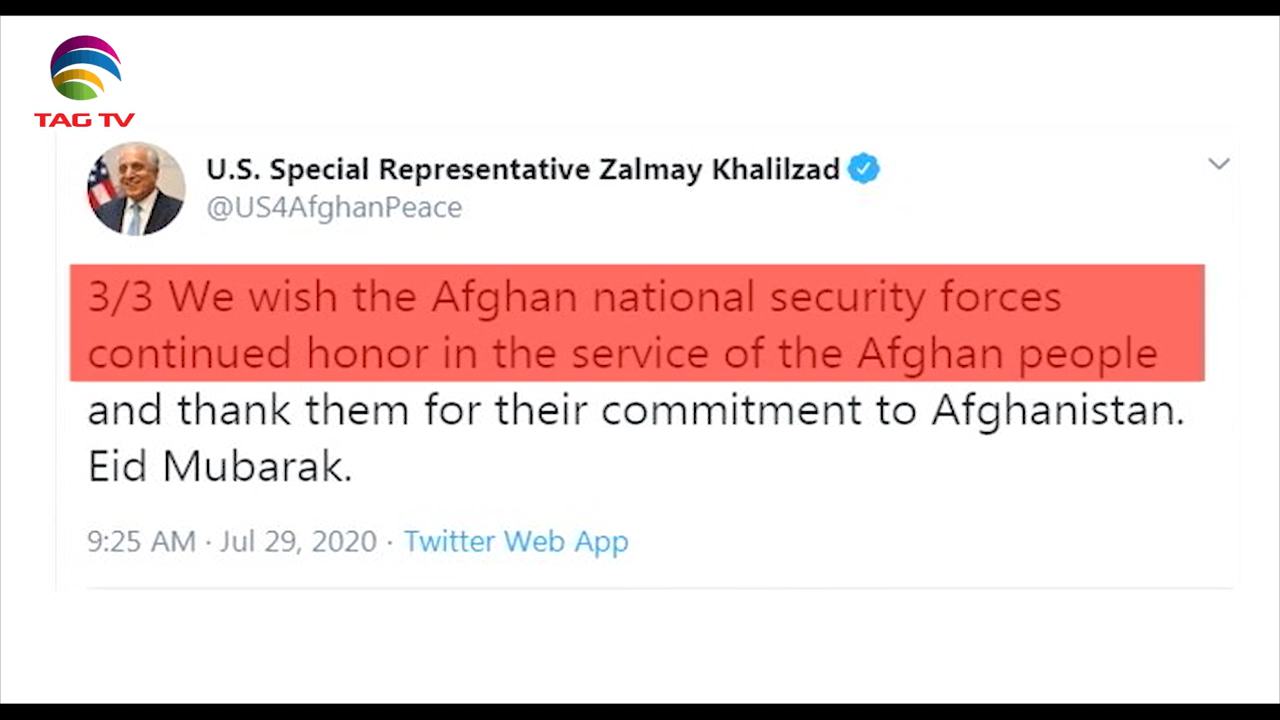 TAG TV
U.S. Special Representative Zalmay Khalilzad
@US4AfghanPeace
3/3 We wish the Afghan national security forces
continued honor in the service of the Afghan people
and thank them for their commitment to Afghanistan.
Eid Mubarak.
9:25 AM · Jul 29, 2020 · Twitter Web App